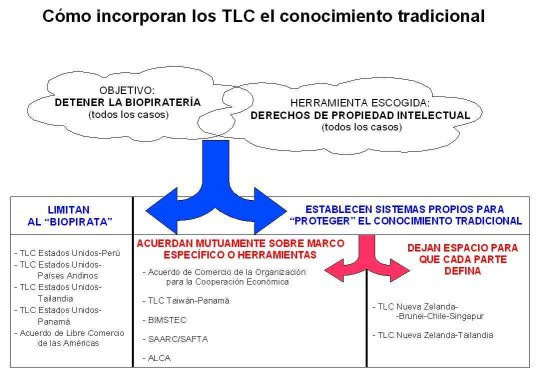 Cómo incorporan los TLC el conocimiento tradicional
OBJETIVO:
DETENER LA BIOPIRATERÍA
(todos los casos)
HERRAMIENTA ESCOGIDA:
DERECHOS DE PROPIEDAD INTELECTUAL
(todos los casos)
LIMITAN
AL “BIOPIRATA”
- TLC Estados Unidos-Perú
- TLC Estados Unidos-
Países Andinos
- TLC Estados Unidos-
Tailandia
- TLC Estados Unidos-
Panamá
- Acuerdo de Libre Comercio
de las Américas
ESTABLECEN SISTEMAS PROPIOS PARA
“PROTEGER” EL CONOCIMIENTO TRADICIONAL
ACUERDAN MUTUAMENTE SOBRE MARCO
ESPECÍFICO O HERRAMIENTAS
- Acuerdo de Comercio de la Organización
para la Cooperación Económica
- TLC Taiwán-Panamá
- BIMSTEC
- SAARC/SAFTA
- ALCA
DEJAN ESPACIO PARA
QUE CADA PARTE
DEFINA
- TLC Nueva Zelanda-
-Brunei-Chile-Singapur
- TLC Nueva Zelanda-Tailandia